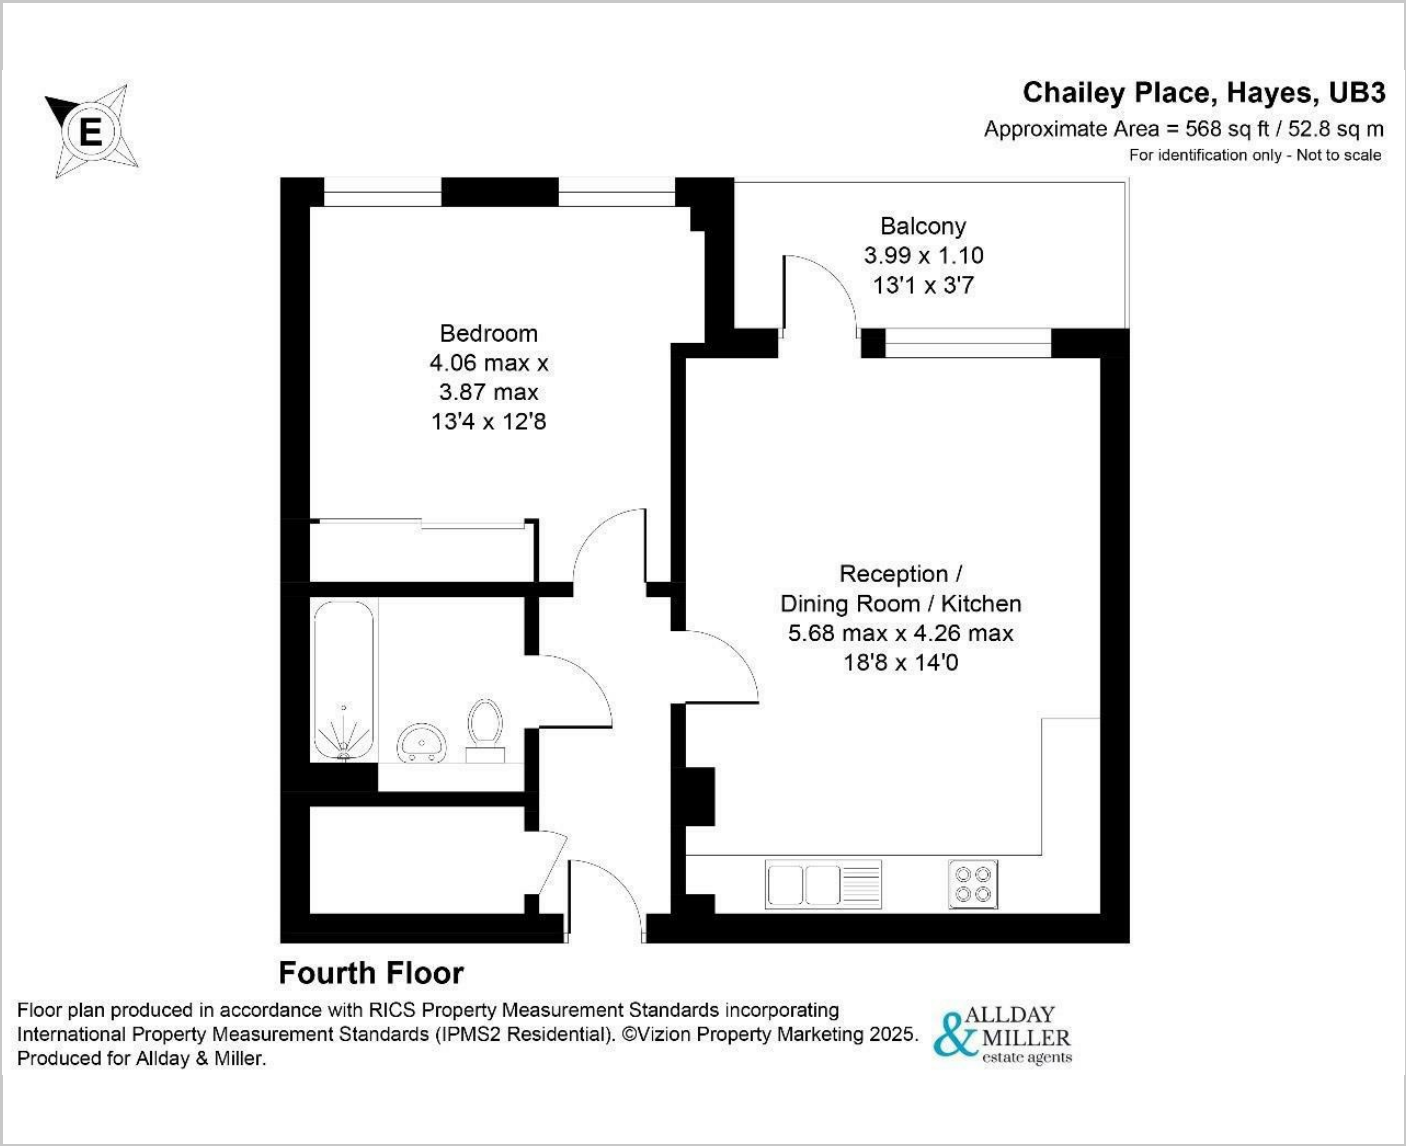 E
Chailey Place, Hayes, UB3
Approximate Area = 568 sq ft / 52.8 sq m
For identification only - Not to scale
Balcony
3.99 x 1.10
13'1 x 3'7
Bedroom
4.06 max x
3.87 max
13'4 x 12'8
Reception /
Dining Room / Kitchen
5.68 max x 4.26 max
18'8 x 14'0
Fourth Floor
Floor plan produced in accordance with RICS Property Measurement Standards incorporating
International Property Measurement Standards (IPMS2 Residential). ©Vizion Property Marketing 2025.
Produced for Allday & Miller.
ALLDAY
& MILLER
estate agents